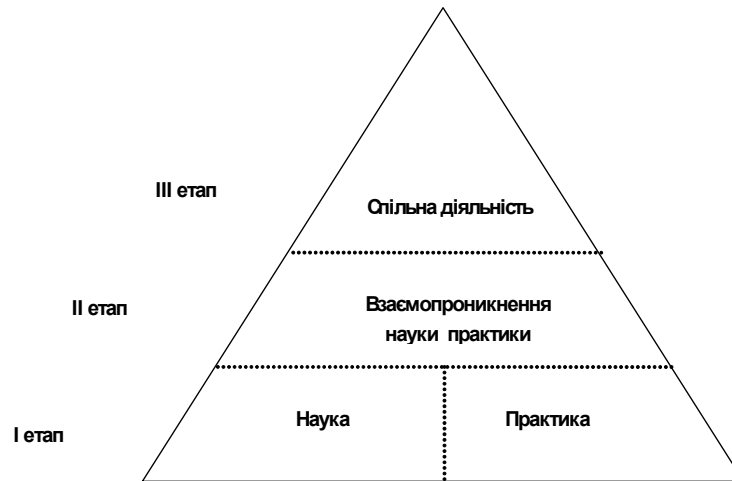 III етап
Спільна діяльність
II етап
Взаємопроникнення
науки практики
Наука
Практика
I етап